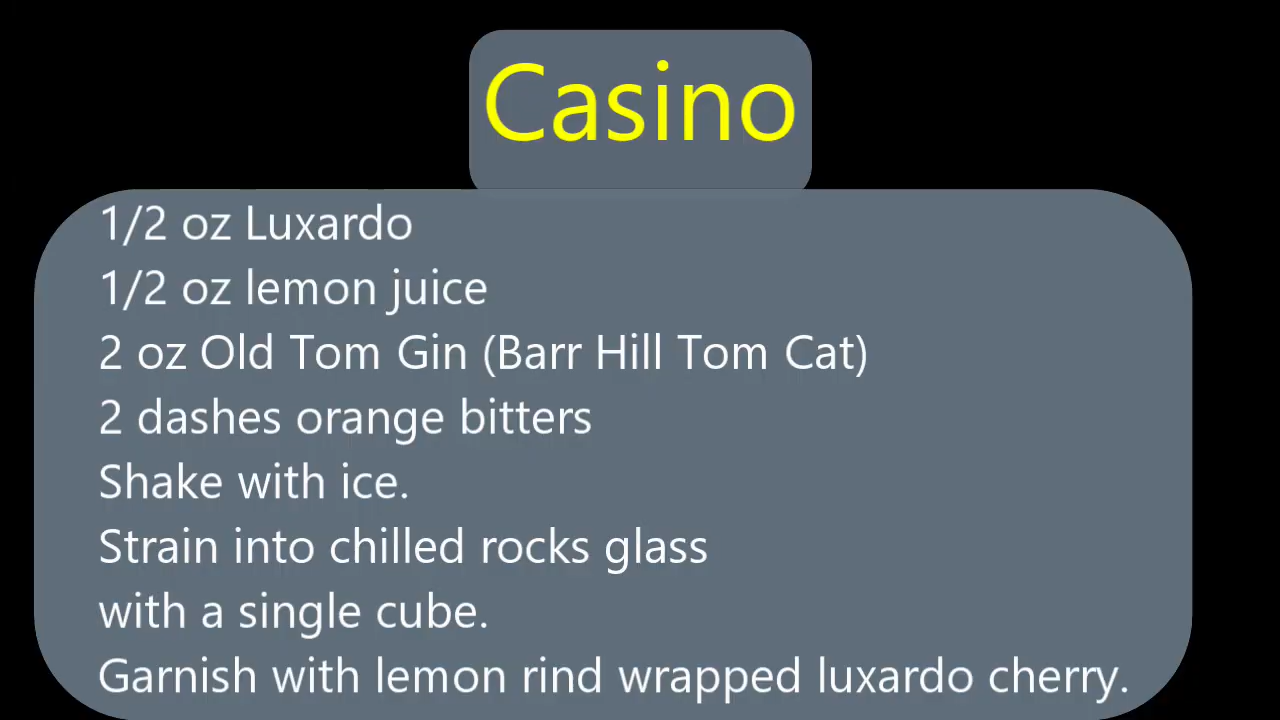 Casino
1/2 oz Luxardo
1/2 oz lemon juice
2 oz Old Tom Gin (Barr Hill Tom Cat)
2 dashes orange bitters
Shake with ice.
Strain into chilled rocks glass
with a single cube.
Garnish with lemon rind wrapped luxardo cherry.